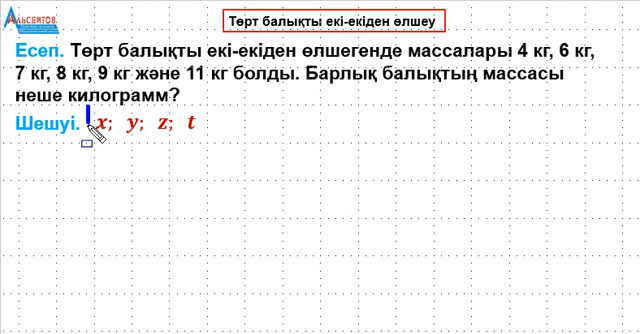 АЛЬСЕИТОВ
Төрт балықты екі-екіден өлшеу
Есеп. Төрт балықты екі-екіден өлшегенде массалары 4 кг, 6 кг,
7 кг, 8 кг, 9 кг және 11 кг болды. Барлық балықтың массасы
неше килограмм?
Шешуі. x; y; z; t